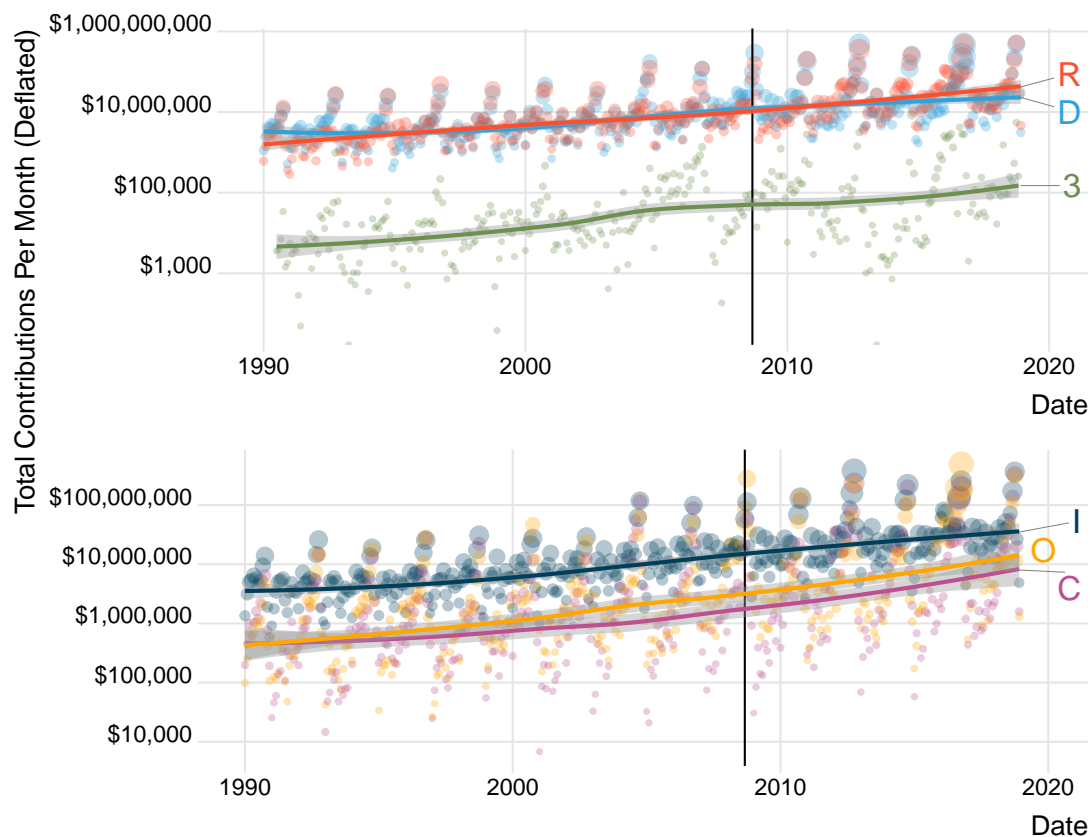 Total Contributions Per Month (Deflated)
$1,000,000,000
$10,000,000
$100,000
$1,000
R
D
3
1990 2000 2010 2020
Date
$100,000,000
$10,000,000
$1,000,000
$100,000
$10,000
I
O
C
1990 2000 2010 2020
Date